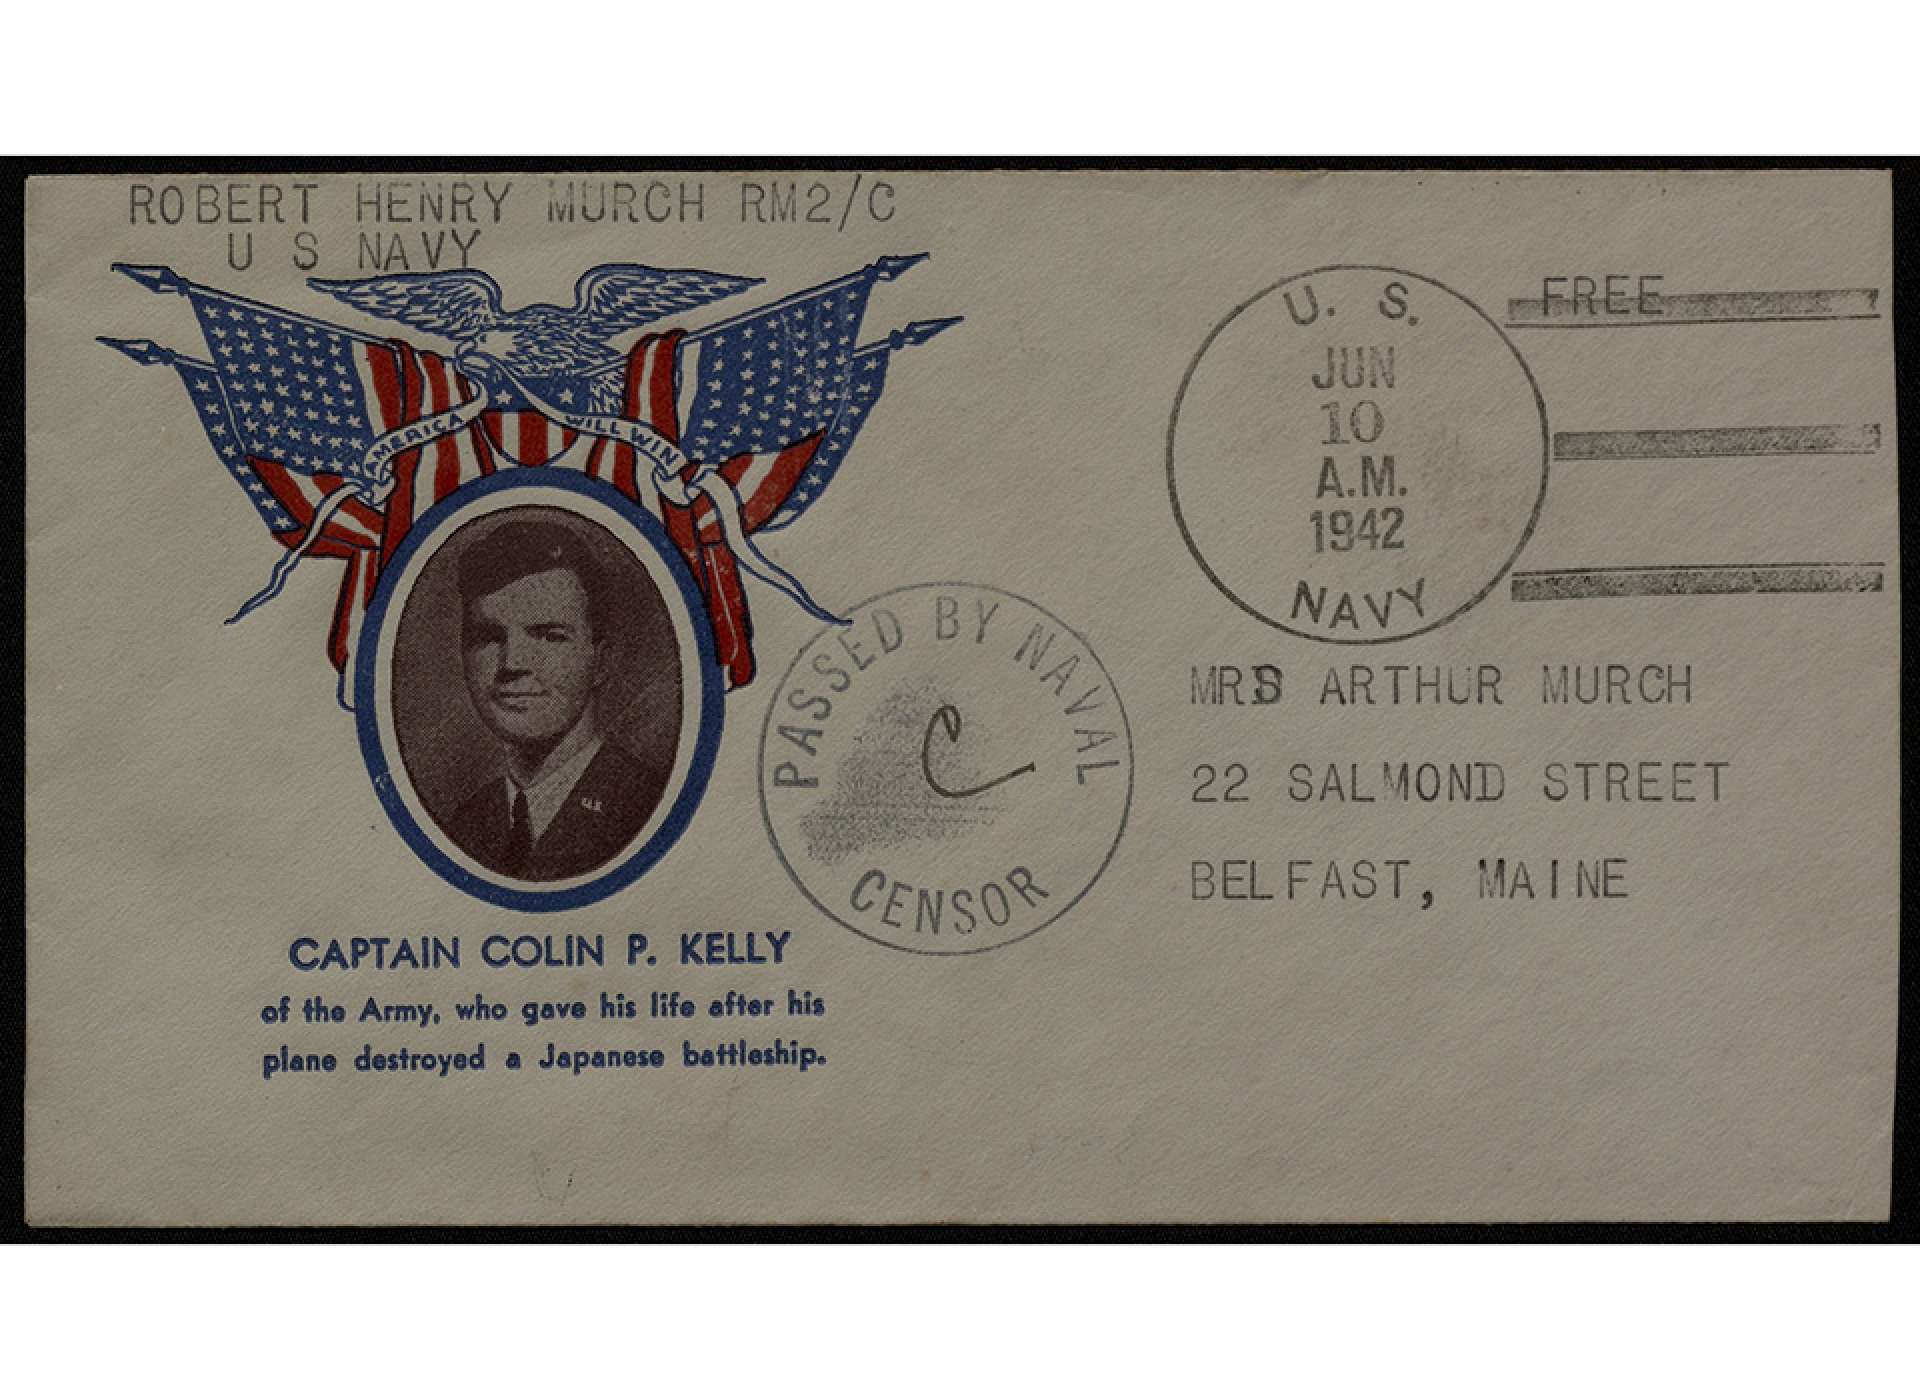 ROBERT HENRY MURCH RM2/C
U S NAVY
AMERICA WILL WIN
U.S.
CAPTAIN COLIN P. KELLY
of the Army, who gave his life after his
plane destroyed a Japanese battleship.
PASSED BY NAVAL
C
CENSOR
U. S.
JUN
10
A.M.
1942
NAVY
FREE
MRS ARTHUR MURCH
22 SALMOND STREET
BELFAST, MAINE